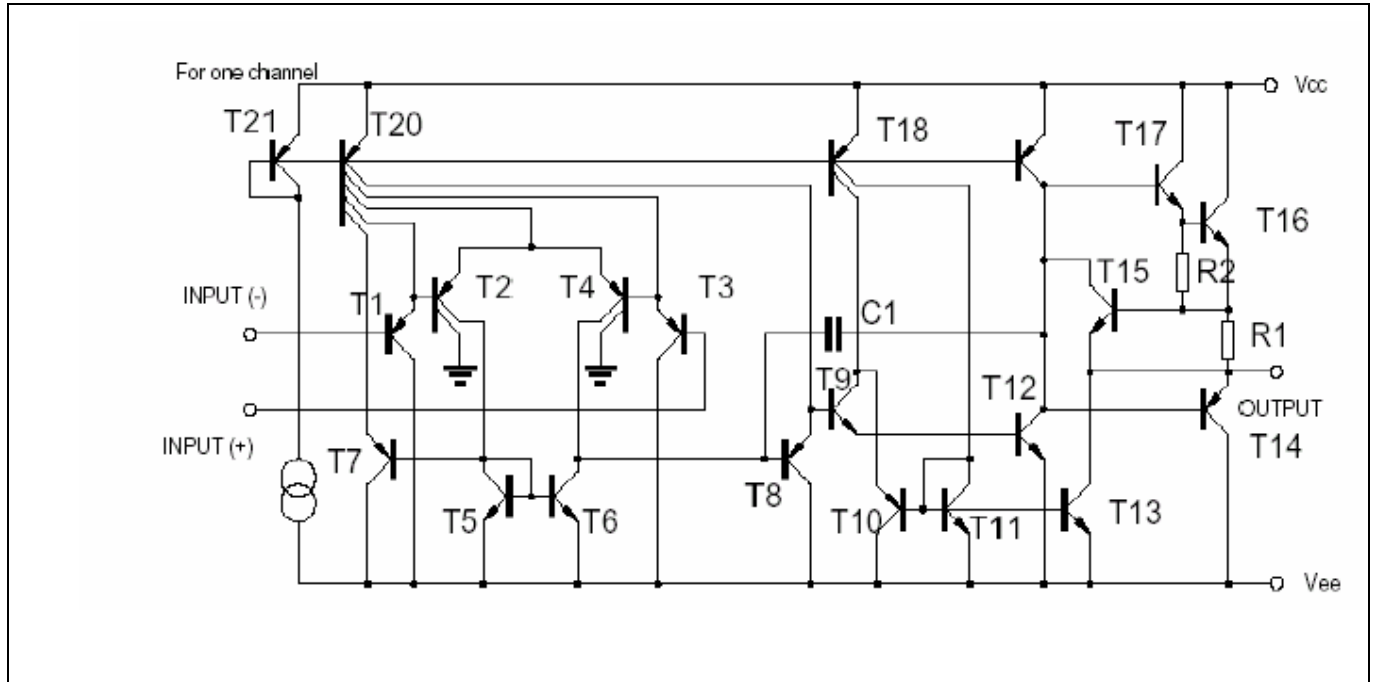 For one channel
Vcc
T21
T20
T18
T17
T16
T15
R2
INPUT (-)
T1
T2
T4
T3
C1
R1
T9
T12
OUTPUT
INPUT (+)
T7
T8
T14
T5
T6
T10
T11
T13
Vee